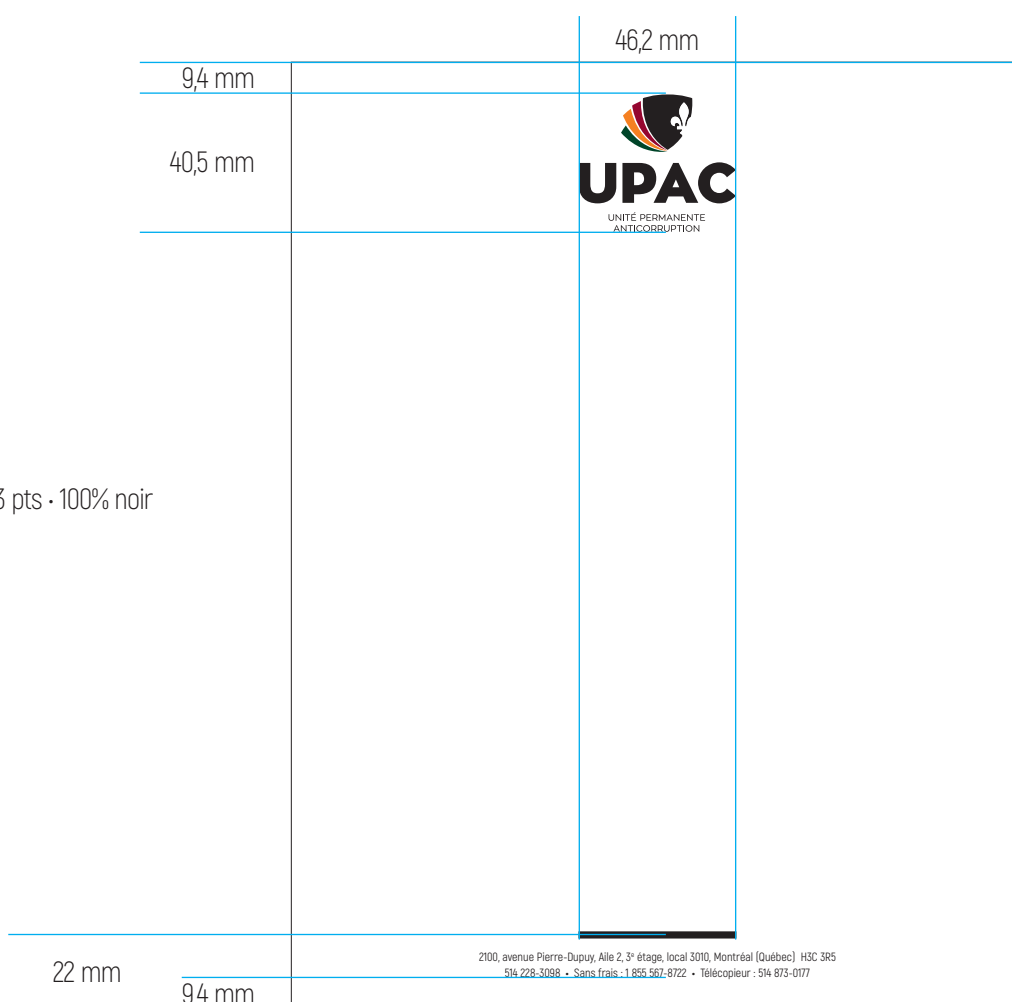 46,2 mm
9,4 mm
40,5 mm
UPAC
UNITÉ PERMANENTE
ANTICORRUPTION
pts • 100% noir
2100, avenue Pierre-Dupuy, Aile 2, 3e étage, local 3010, Montréal (Québec) H3C 3R5
514 228-3098 • Sans frais : 1 855 567-8722 • Télécopieur : 514 873-0177
22 mm
9,4 mm